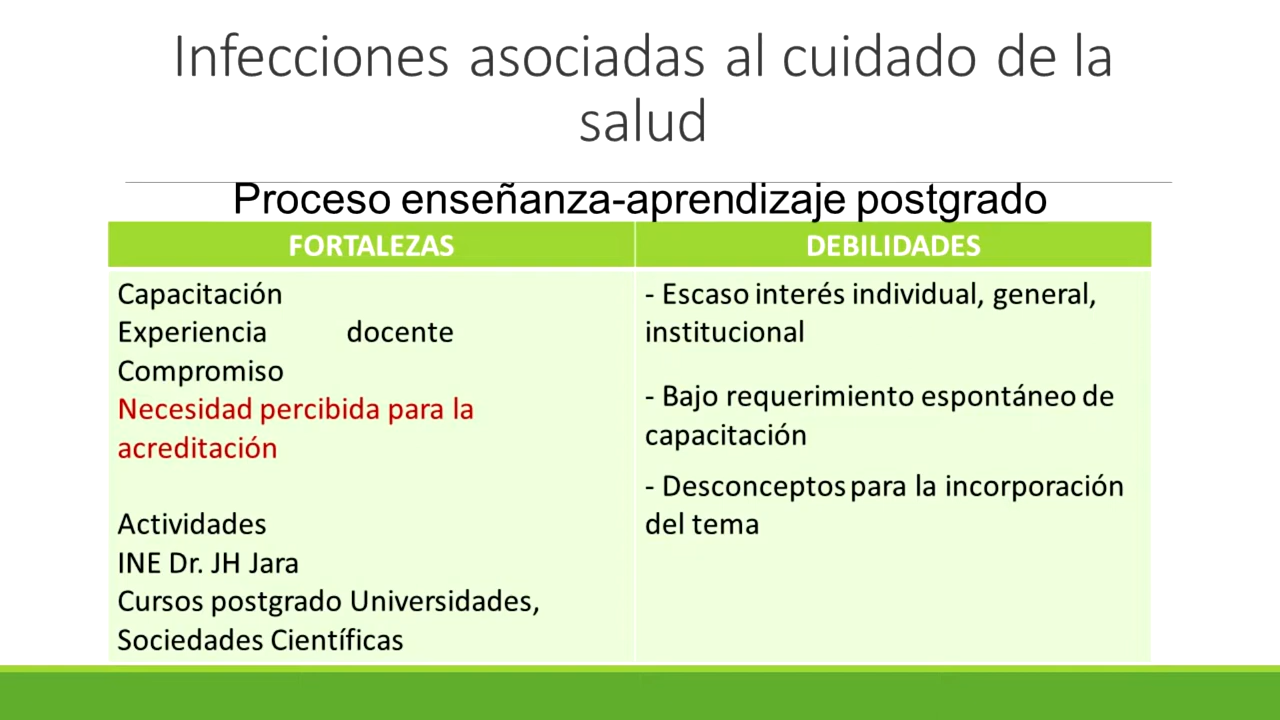 Infecciones asociadas al cuidado de la
salud
Proceso enseñanza-aprendizaje postgrado
FORTALEZAS
Capacitación
Experiencia docente
Compromiso
Necesidad percibida para la
acreditación
Actividades
INE Dr. JH Jara
Cursos postgrado Universidades,
Sociedades Científicas
DEBILIDADES
- Escaso interés individual, general,
institucional
- Bajo requerimiento espontáneo de
capacitación
- Desconceptos para la incorporación
del tema